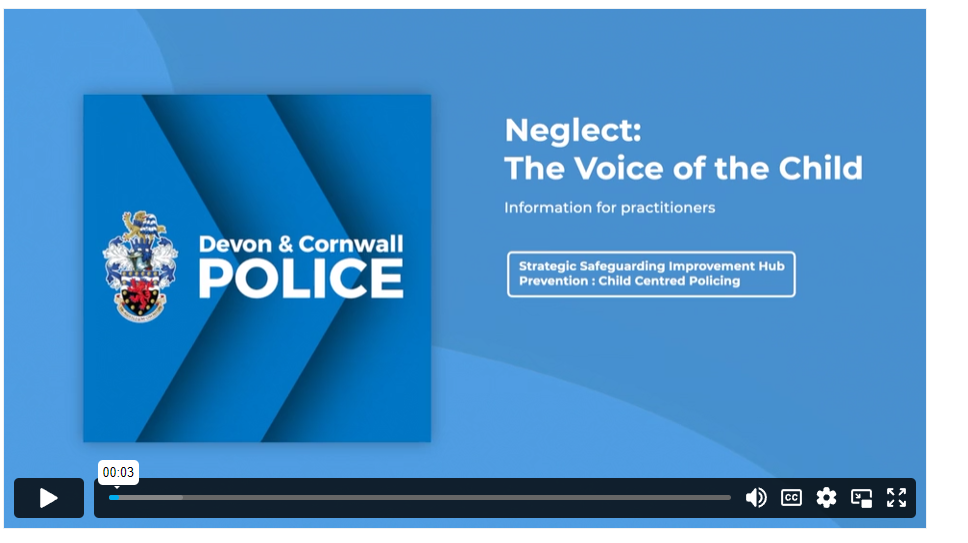 Neglect:
The Voice of the Child
Information for practitioners
Devon & Cornwall
POLICE
Strategic Safeguarding Improvement Hub
Prevention : Child Centred Policing
00:03
CC